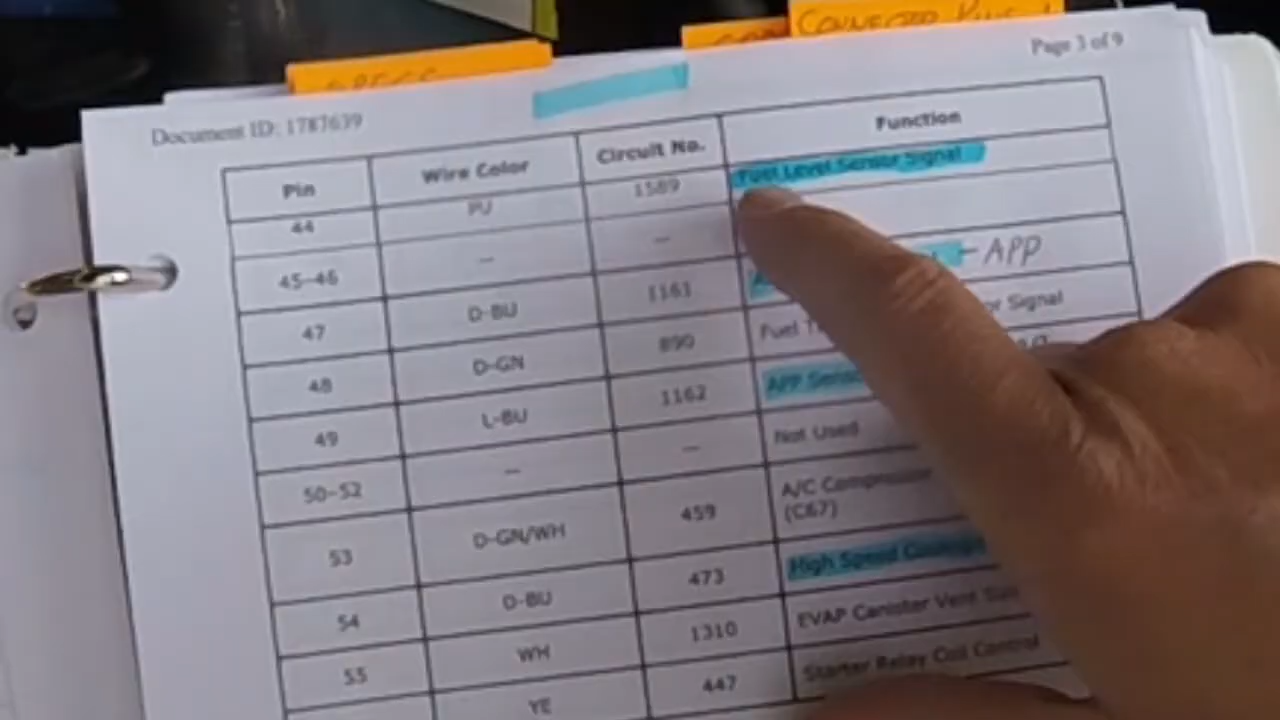 CONNECTED
Page 3 of 9
Document ID: 1787639
Pin Wire Color Circuit No. Function
44 PU 1589 Fuel Level Sensor Signal
45-46 — —
47 D-BU 1161 - APP
48 D-GN 890 Fuel Signal
49 L-BU 1162 APP Sensor
50-52 — — Not Used
53 D-GN/WH 459 A/C Compressor
(C67)
54 D-BU 473 High Speed
55 WH 1310 EVAP Canister Vent
YE 447 Starter Relay Coil Control